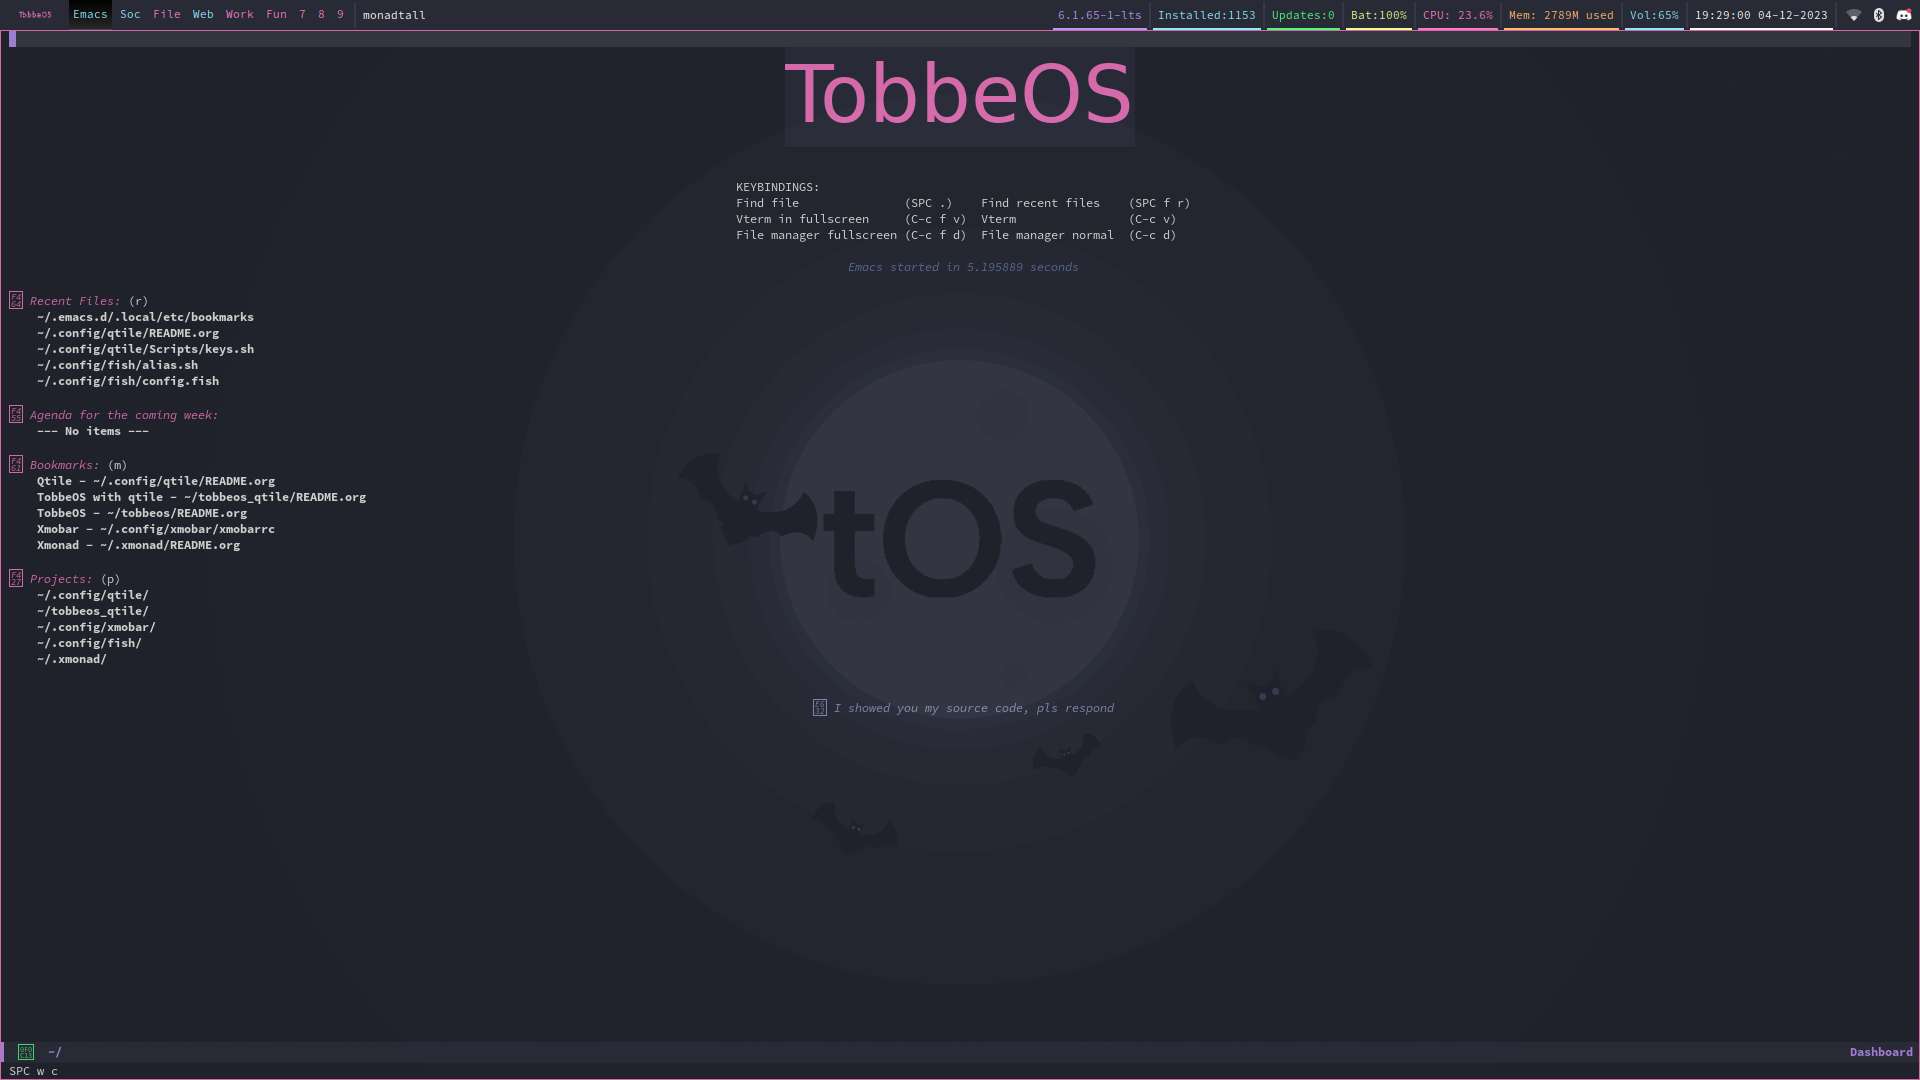 TobbeOS Emacs Soc File Web Work Fun 7 8 9 monadtall 6.1.65-1-lts Installed:1153 Updates:0 Bat:100% CPU: 23.6% Mem: 2789M used Vol:65% 19:29:00 04-12-2023
TobbeOS
KEYBINDINGS:
Find file (SPC .) Find recent files (SPC f r)
Vterm in fullscreen (C-c f v) Vterm (C-c v)
File manager fullscreen (C-c f d) File manager normal (C-c d)
Emacs started in 5.195889 seconds
F464 Recent Files: (r)
~/.emacs.d/.local/etc/bookmarks
~/.config/qtile/README.org
~/.config/qtile/Scripts/keys.sh
~/.config/fish/alias.sh
~/.config/fish/config.fish
F455 Agenda for the coming week:
--- No items ---
F461 Bookmarks: (m)
Qtile - ~/.config/qtile/README.org
TobbeOS with qtile - ~/tobbeos_qtile/README.org
TobbeOS - ~/tobbeos/README.org
Xmobar - ~/.config/xmobar/xmobarrc
Xmonad - ~/.xmonad/README.org
F427 Projects: (p)
~/.config/qtile/
~/tobbeos_qtile/
~/.config/xmobar/
~/.config/fish/
~/.xmonad/
tOS
E632 I showed you my source code, pls respond
~/ Dashboard
SPC w c